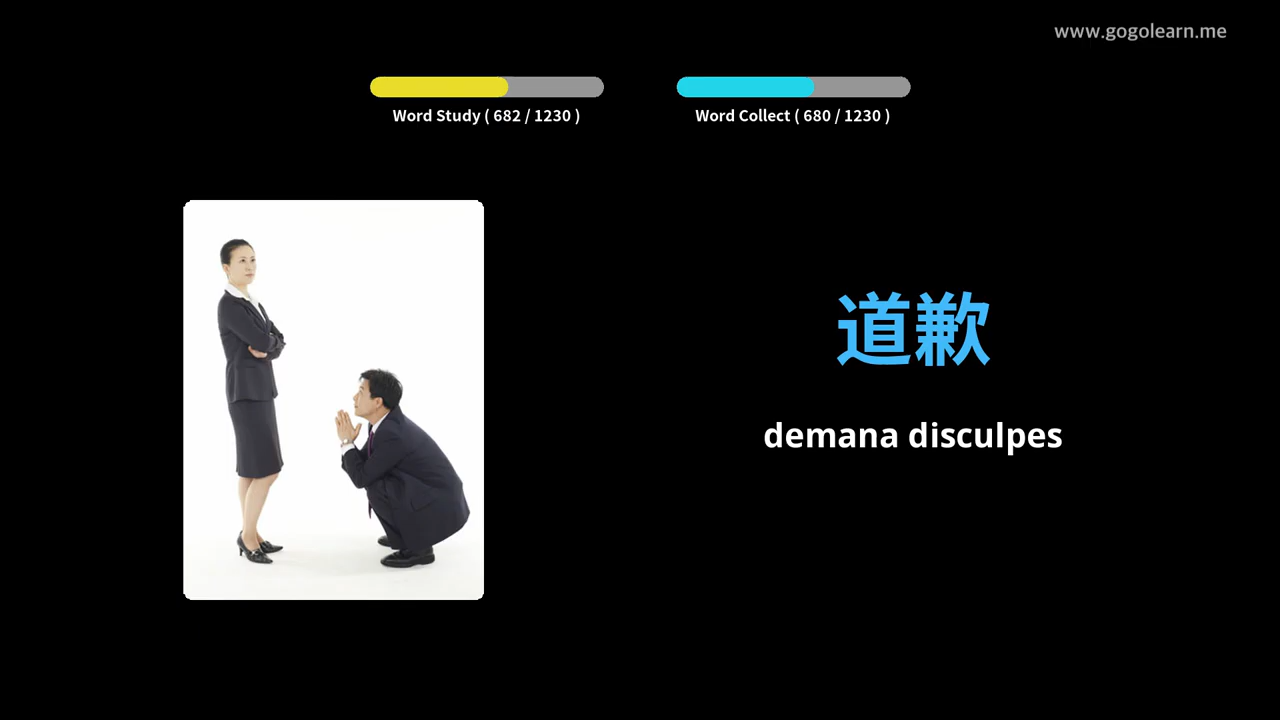 www.gogolearn.me
Word Study ( 682 / 1230 )
Word Collect ( 680 / 1230 )
道歉
demana disculpes